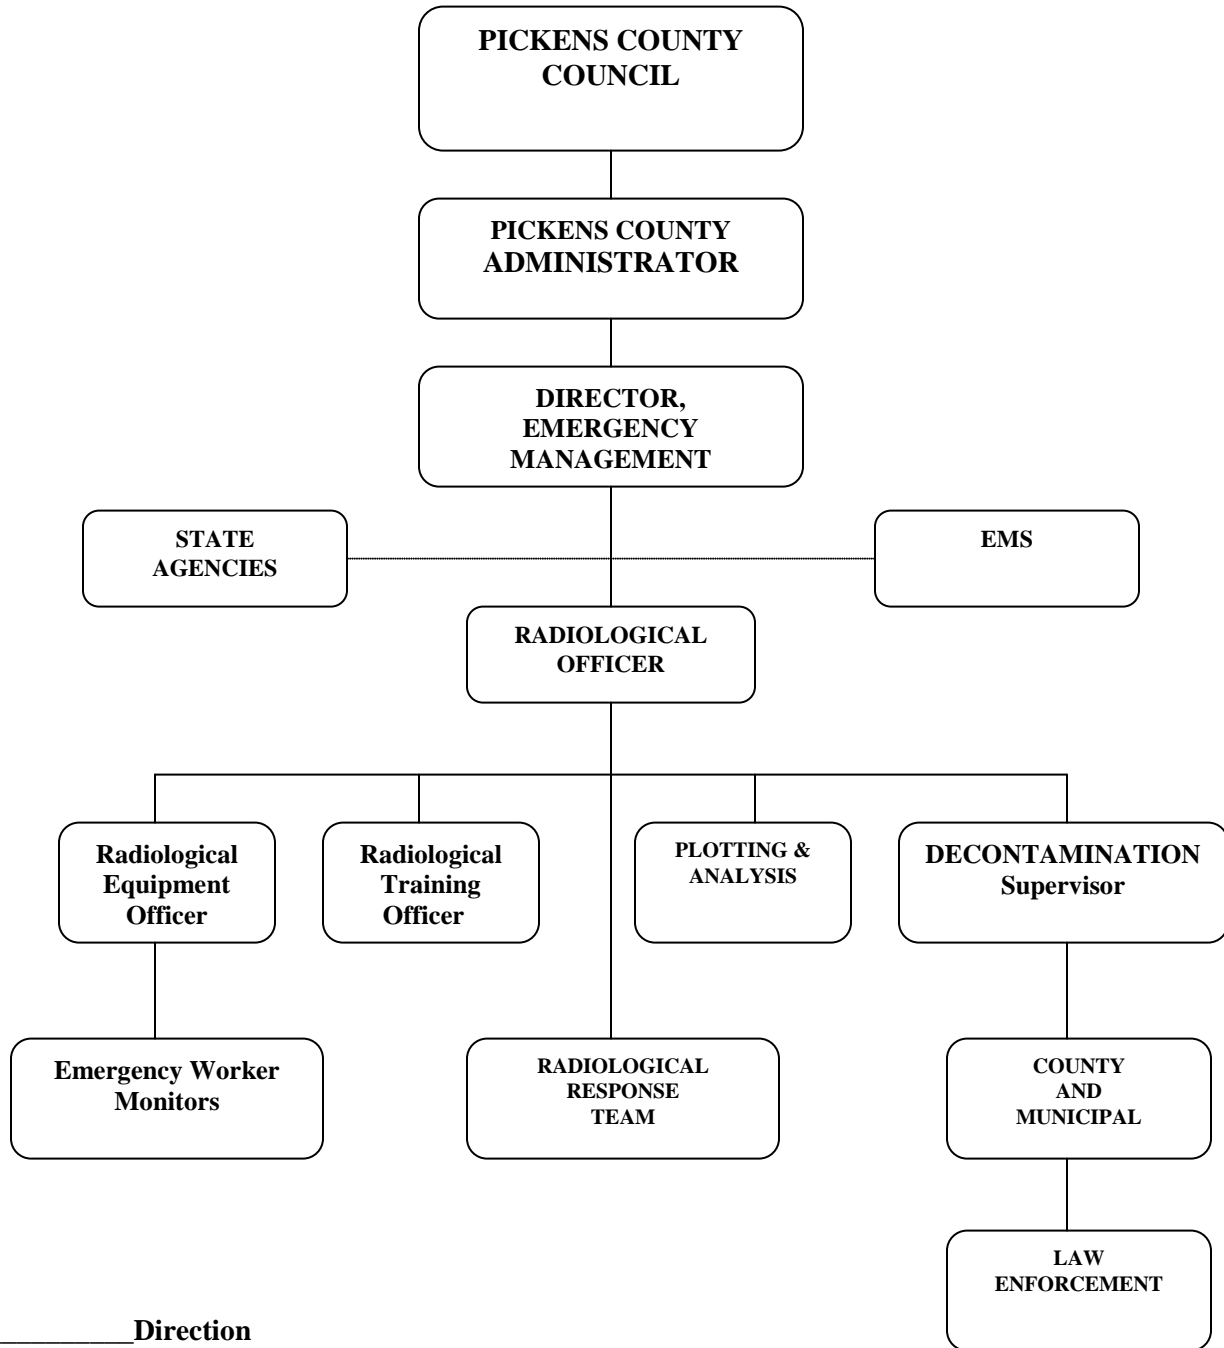 PICKENS COUNTY
COUNCIL
PICKENS COUNTY
ADMINISTRATOR
DIRECTOR,
EMERGENCY
MANAGEMENT
STATE
AGENCIES
EMS
RADIOLOGICAL
OFFICER
Radiological
Equipment
Officer
Radiological
Training
Officer
PLOTTING &
ANALYSIS
DECONTAMINATION
Supervisor
Emergency Worker
Monitors
RADIOLOGICAL
RESPONSE
TEAM
COUNTY
AND
MUNICIPAL
LAW
ENFORCEMENT
_________Direction